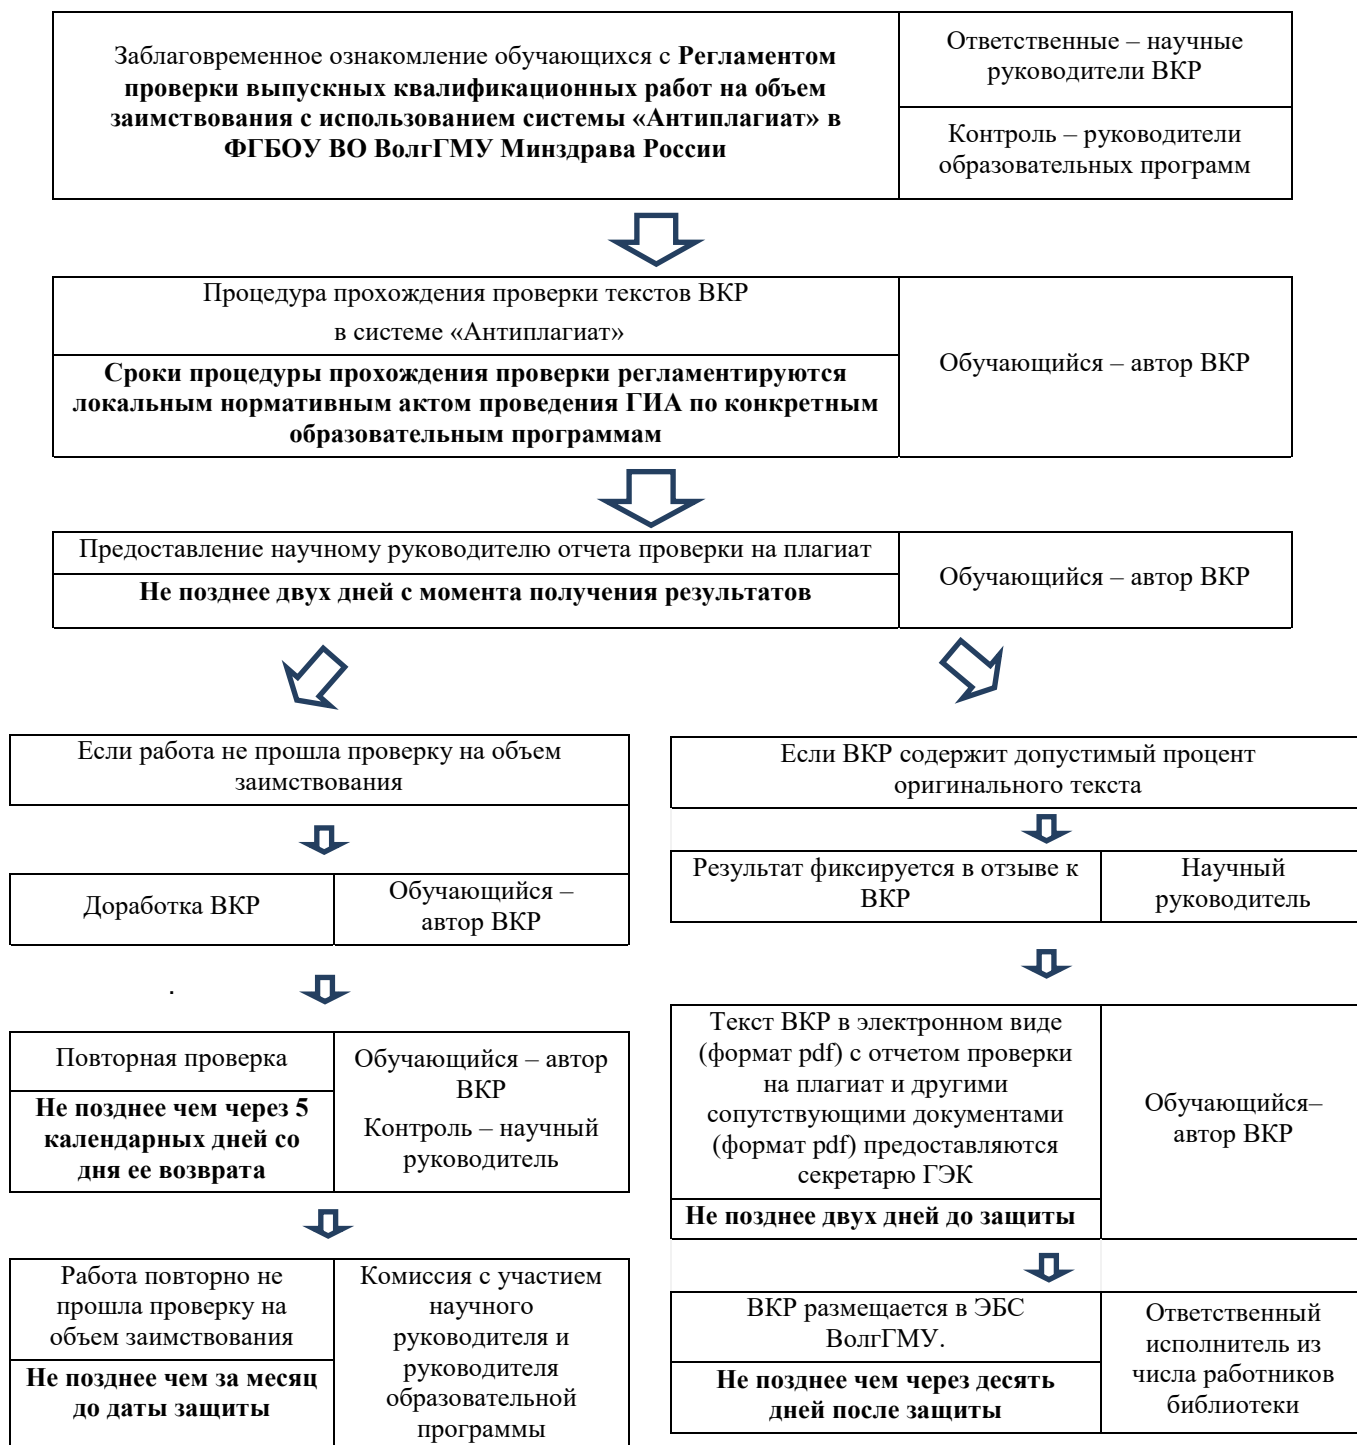 Заблаговременное ознакомление обучающихся с Регламентом
проверки выпускных квалификационных работ на объем
заимствования с использованием системы «Антиплагиат» в
ФГБОУ ВО ВолгГМУ Минздрава России
Ответственные – научные
руководители ВКР
Контроль – руководители
образовательных программ
Процедура прохождения проверки текстов ВКР
в системе «Антиплагиат»
Сроки процедуры прохождения проверки регламентируются
локальным нормативным актом проведения ГИА по конкретным
образовательным программам
Обучающийся – автор ВКР
Предоставление научному руководителю отчета проверки на плагиат
Не позднее двух дней с момента получения результатов
Обучающийся – автор ВКР
Если работа не прошла проверку на объем
заимствования
Доработка ВКР
Обучающийся –
автор ВКР
.
Повторная проверка
Не позднее чем через 5
календарных дней со
дня ее возврата
Обучающийся – автор
ВКР
Контроль – научный
руководитель
Работа повторно не
прошла проверку на
объем заимствования
Не позднее чем за месяц
до даты защиты
Комиссия с участием
научного
руководителя и
руководителя
образовательной
программы
Если ВКР содержит допустимый процент
оригинального текста
Результат фиксируется в отзыве к
ВКР
Научный
руководитель
Текст ВКР в электронном виде
(формат pdf) с отчетом проверки
на плагиат и другими
сопутствующими документами
(формат pdf) предоставляются
секретарю ГЭК
Не позднее двух дней до защиты
Обучающийся–
автор ВКР
ВКР размещается в ЭБС
ВолгГМУ.
Не позднее чем через десять
дней после защиты
Ответственный
исполнитель из
числа работников
библиотеки